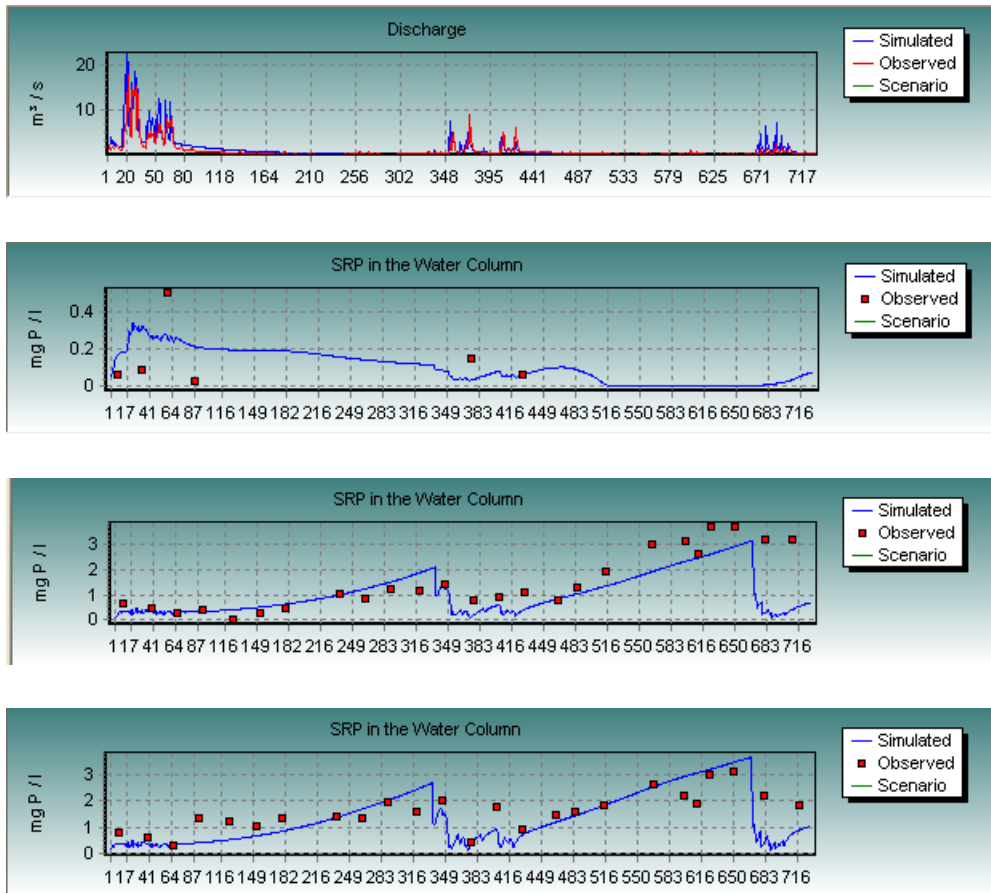 Discharge
m³ / s
20
10
1 20 50 80 118 164 210 256 302 348 395 441 487 533 579 625 671 717
Simulated
Observed
Scenario
SRP in the Water Column
mg P / l
0.4
0.2
0
1 17 41 64 87 116 149 182 216 249 283 316 349 383 416 449 483 516 550 583 616 650 683 716
Simulated
Observed
Scenario
SRP in the Water Column
mg P / l
3
2
1
0
1 17 41 64 87 116 149 182 216 249 283 316 349 383 416 449 483 516 550 583 616 650 683 716
Simulated
Observed
Scenario
SRP in the Water Column
mg P / l
3
2
1
0
1 17 41 64 87 116 149 182 216 249 283 316 349 383 416 449 483 516 550 583 616 650 683 716
Simulated
Observed
Scenario